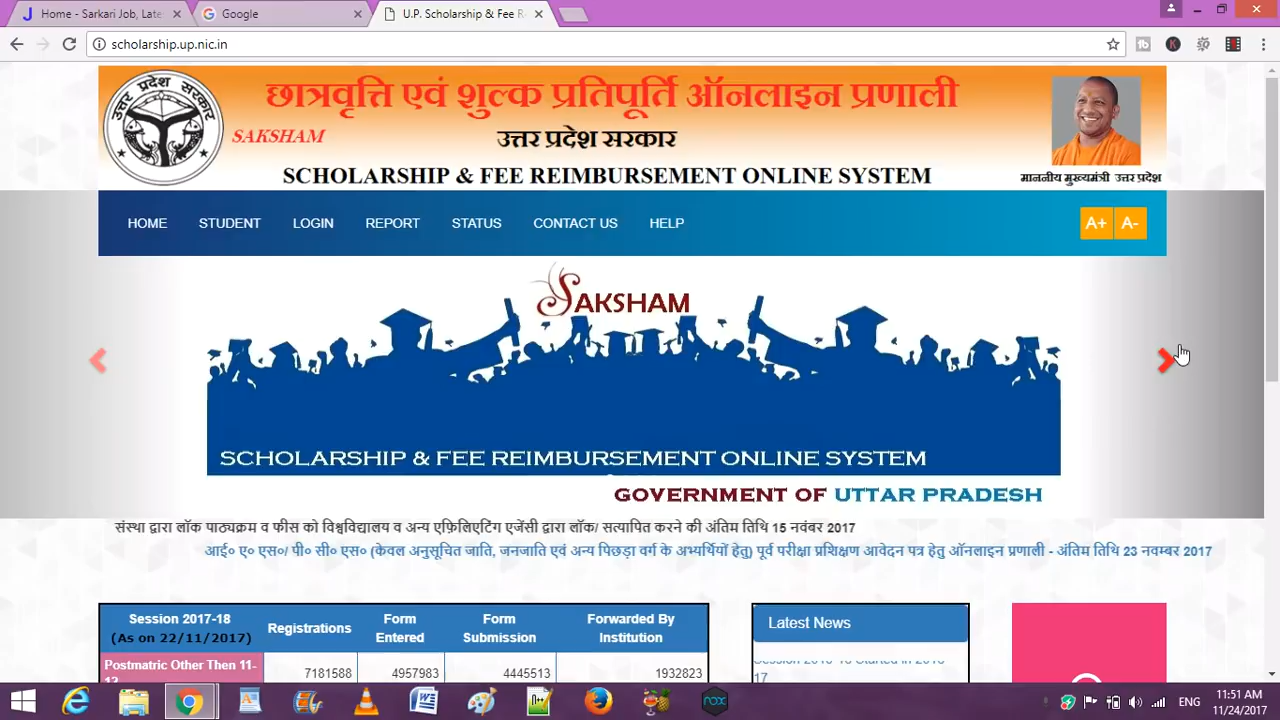 Home - Sarkari Job, Late
Google
U.P. Scholarship & Fee R
scholarship.up.nic.in
उत्तर प्रदेश सरकार
SAKSHAM
छात्रवृत्ति एवं शुल्क प्रतिपूर्ति ऑनलाइन प्रणाली
उत्तर प्रदेश सरकार
SCHOLARSHIP & FEE REIMBURSEMENT ONLINE SYSTEM
माननीय मुख्यमंत्री उत्तर प्रदेश
HOME STUDENT LOGIN REPORT STATUS CONTACT US HELP A+ A-
SAKSHAM
SCHOLARSHIP & FEE REIMBURSEMENT ONLINE SYSTEM
GOVERNMENT OF UTTAR PRADESH
संस्था द्वारा लॉक पाठ्यक्रम व फीस को विश्वविद्यालय व अन्य एफ़िलिएटिंग एजेंसी द्वारा लॉक/ सत्यापित करने की अंतिम तिथि 15 नवंबर 2017
आई० ए० एस०/ पी० सी० एस० (केवल अनुसूचित जाति, जनजाति एवं अन्य पिछड़ा वर्ग के अभ्यर्थियों हेतु) पूर्व परीक्षा प्रशिक्षण आवेदन पत्र हेतु ऑनलाइन प्रणाली - अंतिम तिथि 23 नवम्बर 2017
Session 2017-18
(As on 22/11/2017)
Registrations
Form
Entered
Form
Submission
Forwarded By
Institution
Postmatric Other Then 11-
12
7181588 4957983 4445513 1932823
Latest News
17
ENG
11:51 AM
11/24/2017